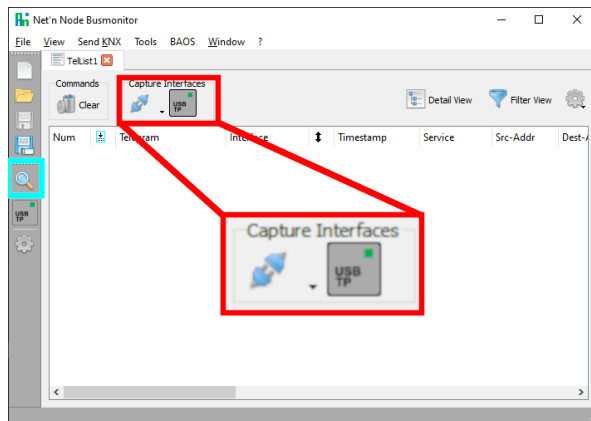 Net'n Node Busmonitor
File View Send KNX Tools BAOS Window ?
TelList1
Commands
Capture Interfaces
Clear
USB
TP
Detail View
Filter View
Num Telegram Interface Timestamp Service Src-Addr Dest-A
USB
TP
Capture Interfaces
USB
TP